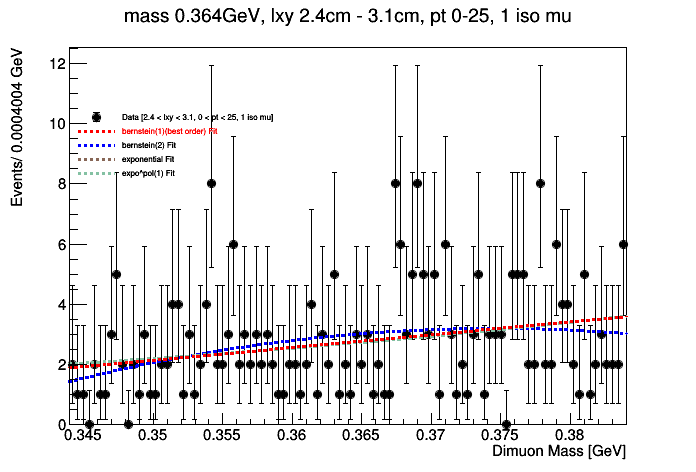 mass 0.364GeV, lxy 2.4cm - 3.1cm, pt 0-25, 1 iso mu
Events/ 0.0004004 GeV
12
10
8
6
4
2
0
Data [2.4 < lxy < 3.1, 0 < pt < 25, 1 iso mu]
bernstein(1)(best order) Fit
bernstein(2) Fit
exponential Fit
expo*pol(1) Fit
0.345 0.35 0.355 0.36 0.365 0.37 0.375 0.38
Dimuon Mass [GeV]